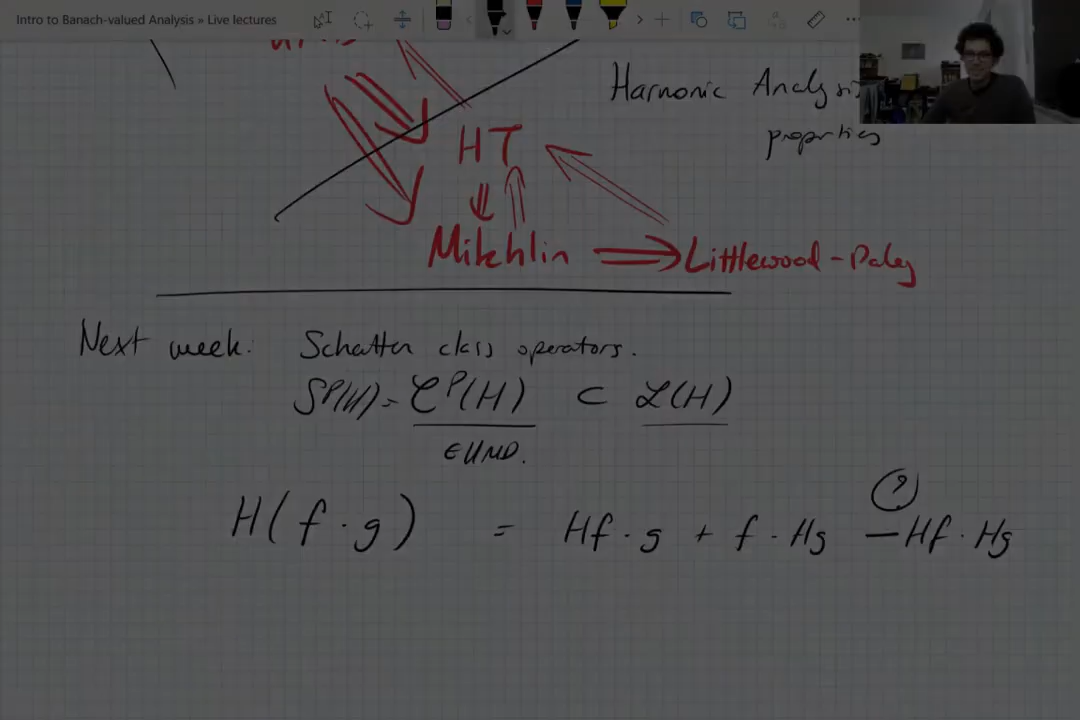 Intro to Banach-valued Analysis » Live lectures
Harmonic Analysis
properties
HT
Mikhlin ⟹ Littlewood-Paley
Next week: Schatten class operators.
S^p(H) = C^p(H) ⊂ L(H)
∈ UMD.
?
H(f · g) = Hf · g + f · Hg — Hf · Hg